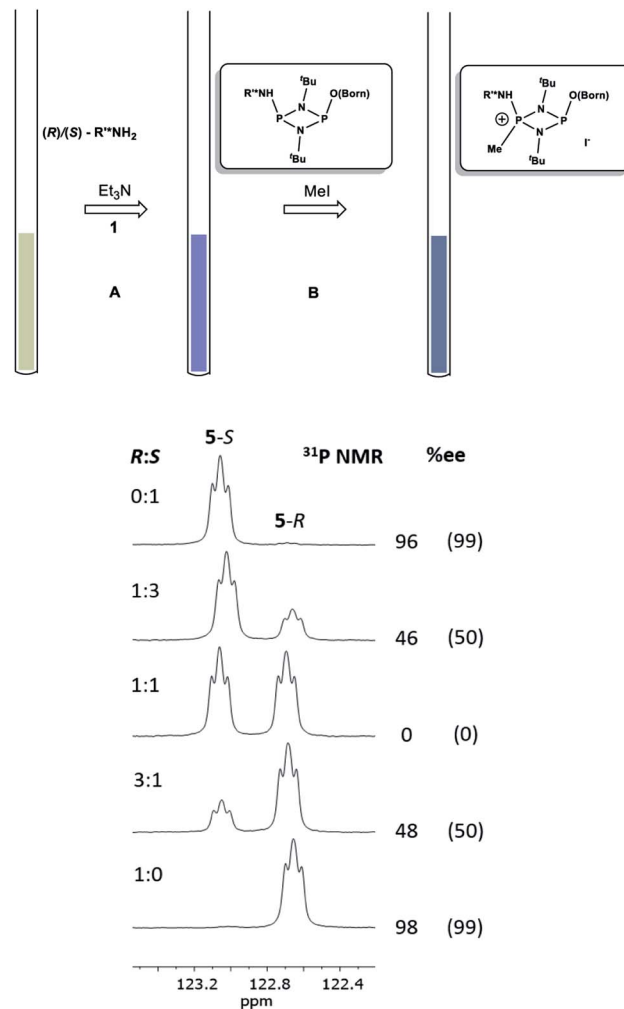 (R)/(S) - R'*NH2
Et3N
1
A
tBu
R'*NH
N
O(Born)
P
P
N
tBu
MeI
B
tBu
R'*NH
N
O(Born)
⊕
P
P
N
Me
tBu
I-
5-S
R:S
31P NMR
%ee
0:1
5-R
96 (99)
1:3
46 (50)
1:1
0 (0)
3:1
48 (50)
1:0
98 (99)
123.2 122.8 122.4
ppm